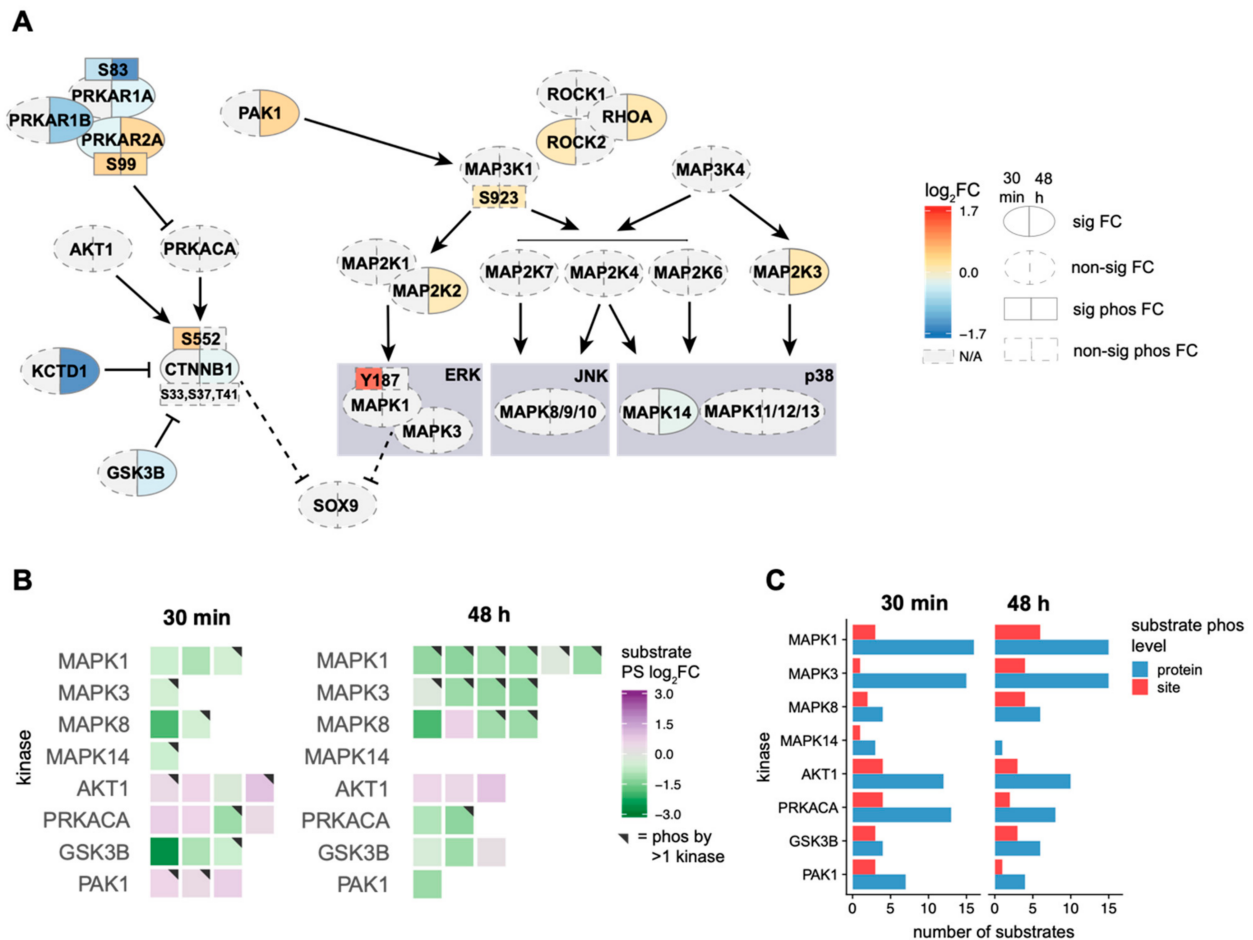 A
S83
PRKAR1A
PRKAR1B
PRKAR2A
S99
PAK1
ROCK1
RHOA
ROCK2
MAP3K1
S923
MAP3K4
AKT1
PRKACA
MAP2K1
MAP2K2
MAP2K7
MAP2K4
MAP2K6
MAP2K3
S552
KCTD1
CTNNB1
S33,S37,T41
GSK3B
Y187
ERK
MAPK1
MAPK3
JNK
MAPK8/9/10
p38
MAPK14
MAPK11/12/13
SOX9
log2FC
1.7
0.0
−1.7
N/A
30 48
min h
sig FC
non-sig FC
sig phos FC
non-sig phos FC
B
30 min
48 h
kinase
MAPK1
MAPK3
MAPK8
MAPK14
AKT1
PRKACA
GSK3B
PAK1
MAPK1
MAPK3
MAPK8
MAPK14
AKT1
PRKACA
GSK3B
PAK1
substrate
PS log2FC
3.0
1.5
0.0
−1.5
−3.0
= phos by
>1 kinase
C
30 min
48 h
kinase
MAPK1
MAPK3
MAPK8
MAPK14
AKT1
PRKACA
GSK3B
PAK1
0 5 10 15
0 5 10 15
number of substrates
substrate phos
level
protein
site